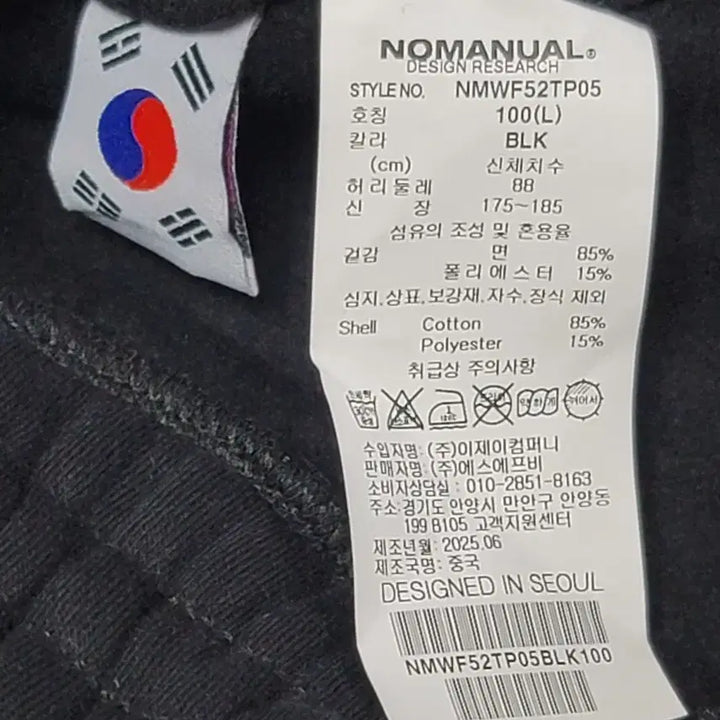 NOMANUAL®
DESIGN RESEARCH
STYLE NO. NMWF52TP05
호칭 100(L)
칼라 BLK
(cm) 신체치수
허리둘레 88
신 장 175~185
섬유의 조성 및 혼용율
겉감 면 85%
폴리에스터 15%
심지,상표,보강재,자수,장식 제외
Shell Cotton 85%
Polyester 15%
취급상 주의사항
약하게
뉘어서
수입자명: (주)이제이컴퍼니
판매자명: (주)에스에프비
소비자상담실 : 010-2851-8163
주소:경기도 안양시 만안구 안양동
199 B105 고객지원센터
제조년월: 2025.06
제조국명: 중국
DESIGNED IN SEOUL
NMWF52TP05BLK100